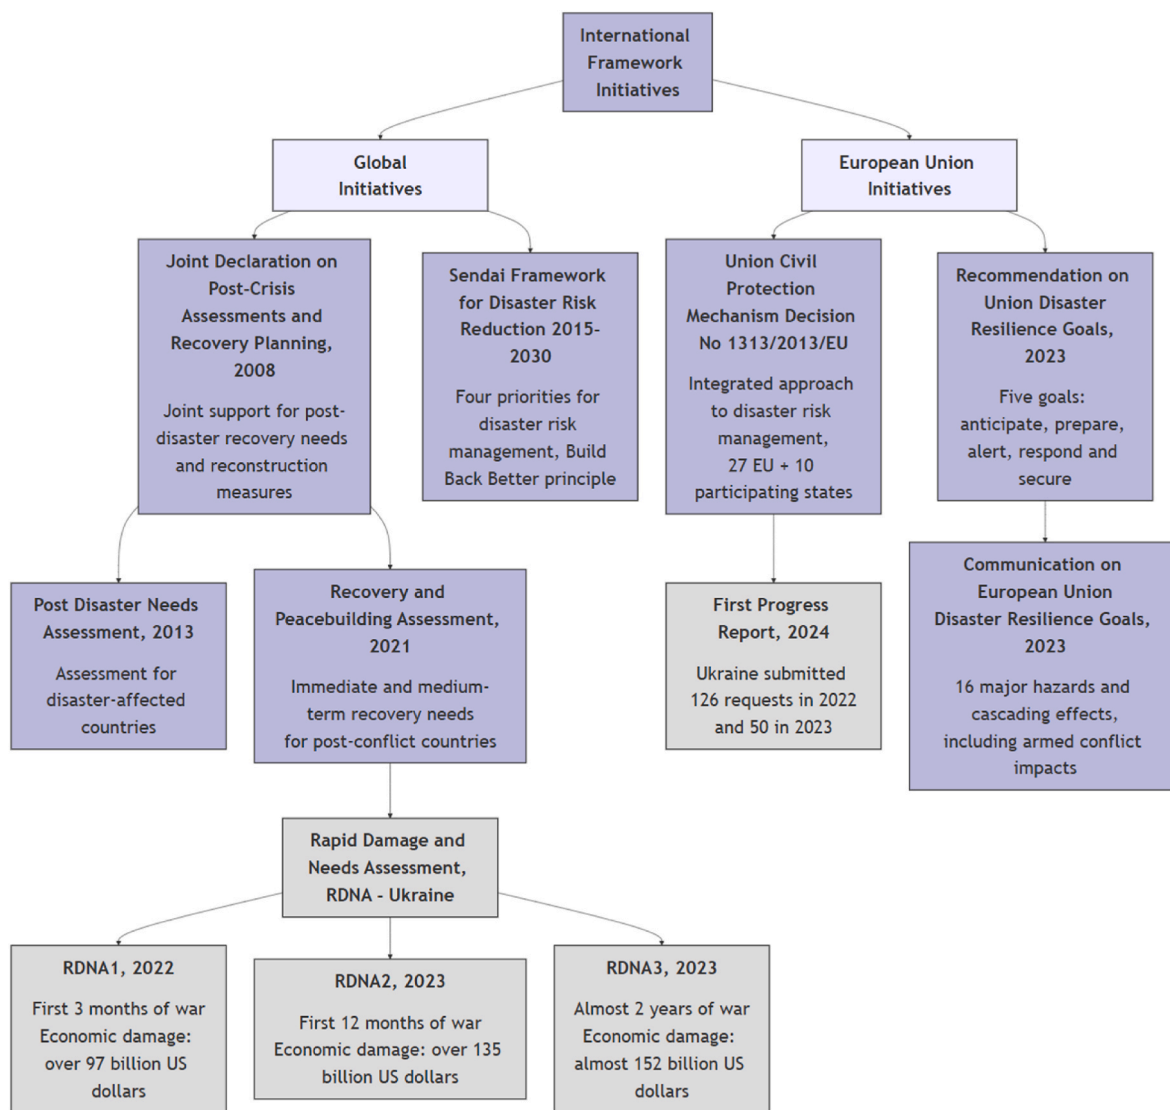 International
Framework
Initiatives
Global
Initiatives
European Union
Initiatives
Joint Declaration on
Post-Crisis
Assessments and
Recovery Planning,
2008
Joint support for post-
disaster recovery needs
and reconstruction
measures
Sendai Framework
for Disaster Risk
Reduction 2015-
2030
Four priorities for
disaster risk
management, Build
Back Better principle
Union Civil
Protection
Mechanism Decision
No 1313/2013/EU
Integrated approach
to disaster risk
management,
27 EU + 10
participating states
Recommendation on
Union Disaster
Resilience Goals,
2023
Five goals:
anticipate, prepare,
alert, respond and
secure
Post Disaster Needs
Assessment, 2013
Assessment for
disaster-affected
countries
Recovery and
Peacebuilding Assessment,
2021
Immediate and medium-
term recovery needs
for post-conflict countries
First Progress
Report, 2024
Ukraine submitted
126 requests in 2022
and 50 in 2023
Communication on
European Union
Disaster Resilience Goals,
2023
16 major hazards and
cascading effects,
including armed conflict
impacts
Rapid Damage and
Needs Assessment,
RDNA - Ukraine
RDNA1, 2022
First 3 months of war
Economic damage:
over 97 billion US
dollars
RDNA2, 2023
First 12 months of war
Economic damage: over 135
billion US dollars
RDNA3, 2023
Almost 2 years of war
Economic damage:
almost 152 billion US
dollars